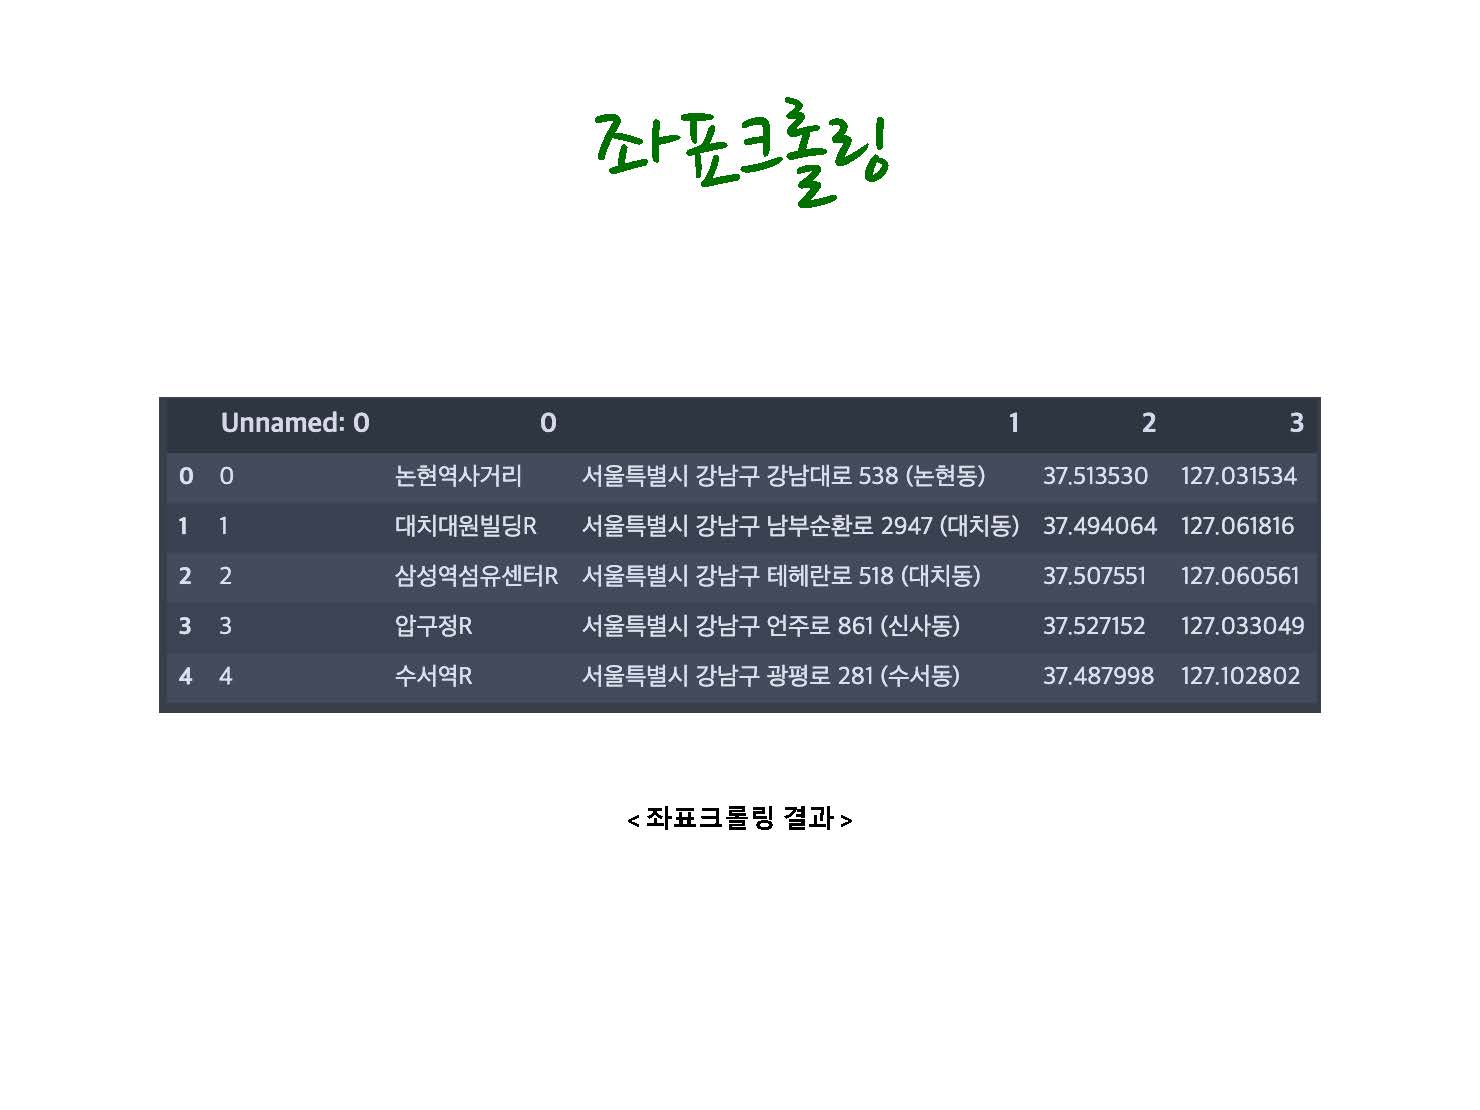 좌표크롤링
Unnamed: 0 0 1 2 3
0 0 논현역사거리 서울특별시 강남구 강남대로 538 (논현동) 37.513530 127.031534
1 1 대치대원빌딩R 서울특별시 강남구 남부순환로 2947 (대치동) 37.494064 127.061816
2 2 삼성역섬유센터R 서울특별시 강남구 테헤란로 518 (대치동) 37.507551 127.060561
3 3 압구정R 서울특별시 강남구 언주로 861 (신사동) 37.527152 127.033049
4 4 수서역R 서울특별시 강남구 광평로 281 (수서동) 37.487998 127.102802
< 좌표크롤링 결과 >